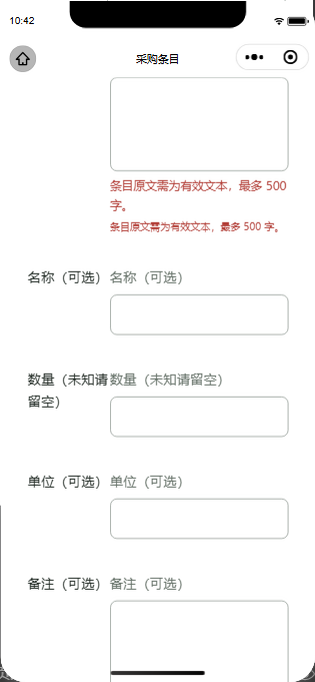 10:42
采购条目
条目原文需为有效文本，最多 500
字。
条目原文需为有效文本，最多 500 字。
名称（可选） 名称（可选）
数量（未知请 数量（未知请留空）
留空）
单位（可选） 单位（可选）
备注（可选） 备注（可选）